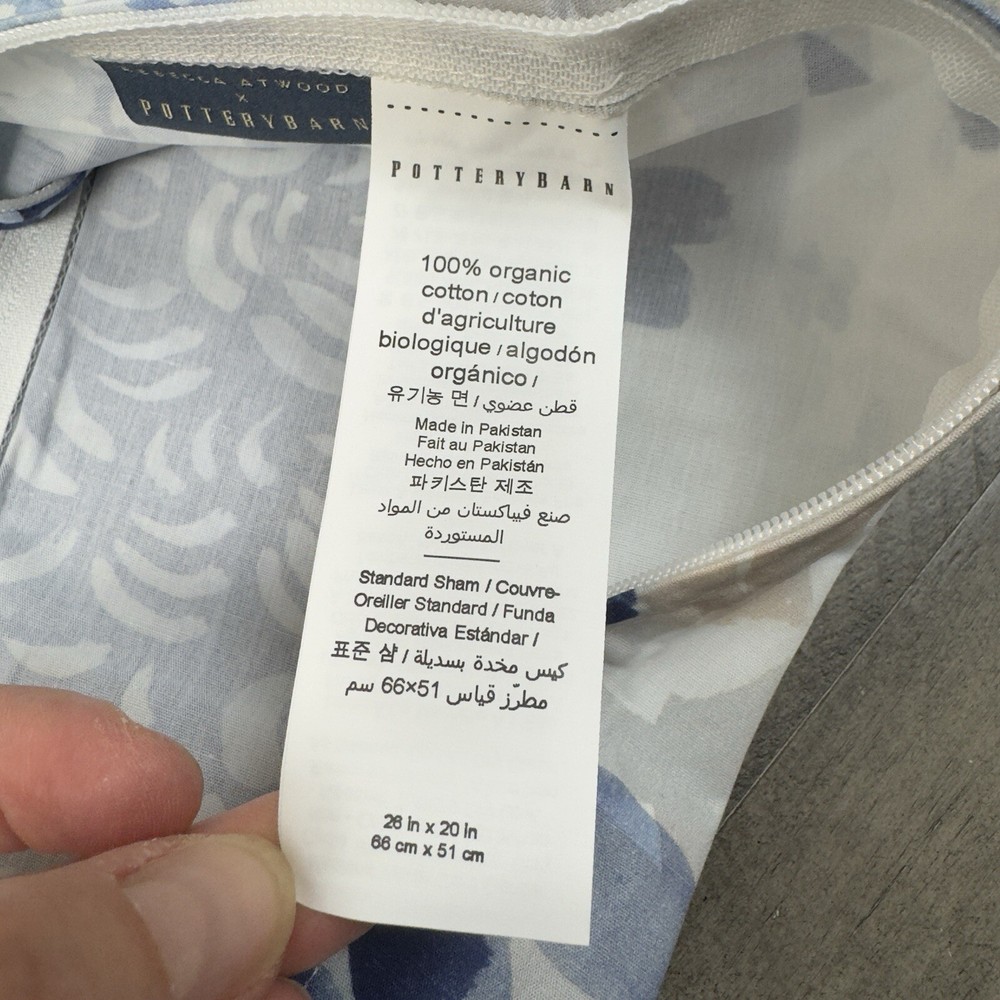 REBECCA ATWOOD
X
POTTERYBARN
POTTERYBARN
100% organic
cotton / coton
d'agriculture
biologique / algodón
orgánico /
유기농 면 / قطن عضوي
Made in Pakistan
Fait au Pakistan
Hecho en Pakistán
파키스탄 제조
صنع فيباكستان من المواد
المستوردة
Standard Sham / Couvre-
Oreiller Standard / Funda
Decorativa Estándar /
표준 샴 / كيس مخدة بسديلة
مطرّز قياس 51×66 سم
26 in x 20 in
66 cm x 51 cm